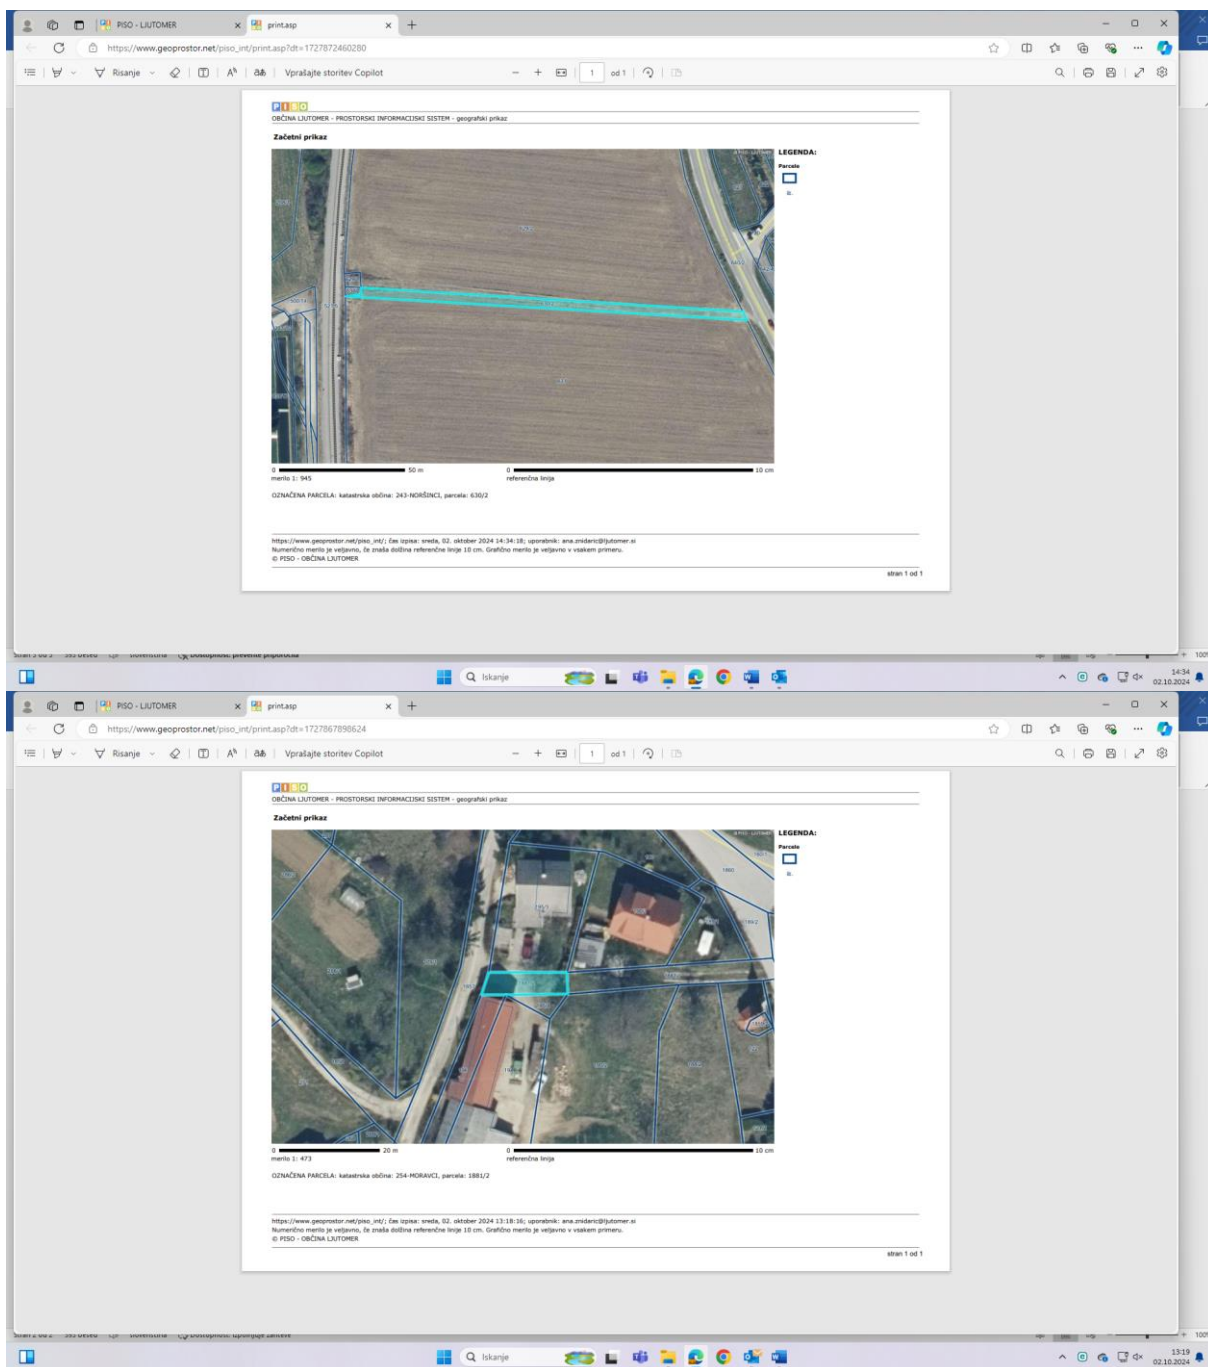 PISO - LJUTOMER
print.asp
https://www.geoprostor.net/piso_int/print.asp?dt=1727872460280
Risanje
Vprašajte storitev Copilot
1 od 1
PISO
OBČINA LJUTOMER - PROSTORSKI INFORMACIJSKI SISTEM - geografski prikaz
Začetni prikaz
LEGENDA:
Parcele
0 50 m
0 10 cm
merilo 1: 945
referenčna linija
OZNAČENA PARCELA: katastrska občina: 243-NORŠINCI, parcela: 630/2
https://www.geoprostor.net/piso_int/; čas izpisa: sreda, 02. oktober 2024 14:34:18; uporabnik: ana.znidaric@ljutomer.si
Numerično merilo je veljavno, če znaša dolžina referenčne linije 10 cm. Grafično merilo je veljavno v vsakem primeru.
© PISO - OBČINA LJUTOMER
stran 1 od 1
100%
Iskanje
14:34
02.10.2024
PISO - LJUTOMER
print.asp
https://www.geoprostor.net/piso_int/print.asp?dt=1727867898624
Risanje
Vprašajte storitev Copilot
1 od 1
PISO
OBČINA LJUTOMER - PROSTORSKI INFORMACIJSKI SISTEM - geografski prikaz
Začetni prikaz
LEGENDA:
Parcele
0 20 m
0 10 cm
merilo 1: 473
referenčna linija
OZNAČENA PARCELA: katastrska občina: 254-MORAVCI, parcela: 1881/2
https://www.geoprostor.net/piso_int/; čas izpisa: sreda, 02. oktober 2024 13:18:16; uporabnik: ana.znidaric@ljutomer.si
Numerično merilo je veljavno, če znaša dolžina referenčne linije 10 cm. Grafično merilo je veljavno v vsakem primeru.
© PISO - OBČINA LJUTOMER
stran 1 od 1
100%
Iskanje
13:19
02.10.2024